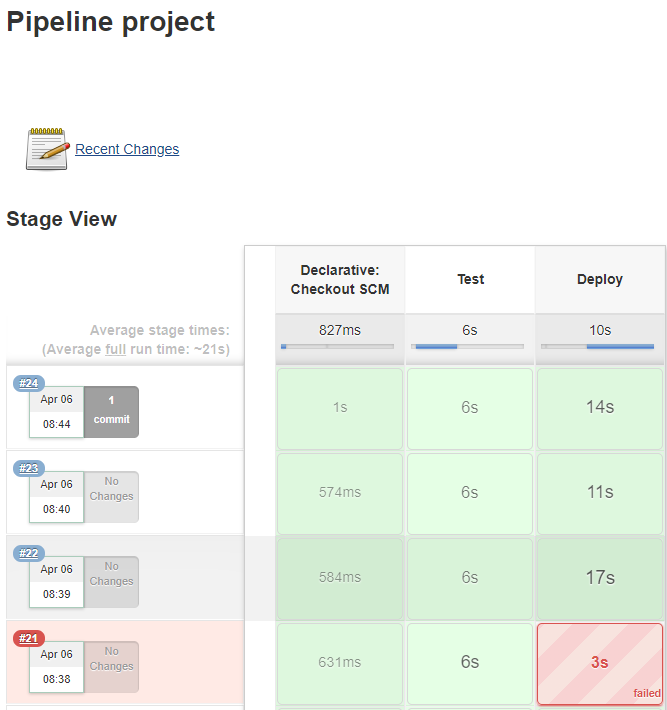 Pipeline project
Recent Changes
Stage View
Declarative:
Checkout SCM
Test
Deploy
Average stage times:
(Average full run time: ~21s)
827ms
6s
10s
#24
Apr 06
08:44
1
commit
1s
6s
14s
#23
Apr 06
08:40
No
Changes
574ms
6s
11s
#22
Apr 06
08:39
No
Changes
584ms
6s
17s
#21
Apr 06
08:38
No
Changes
631ms
6s
3s
failed